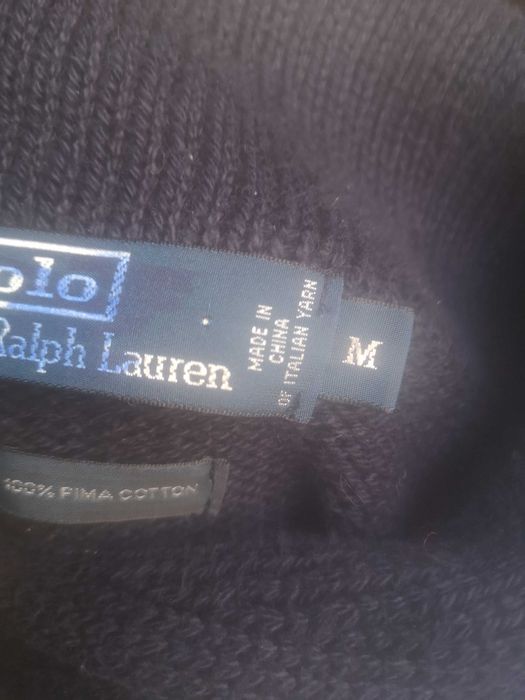 olo
Ralph Lauren
MADE IN
CHINA
OF ITALIAN YARN
M
100% PIMA COTTON